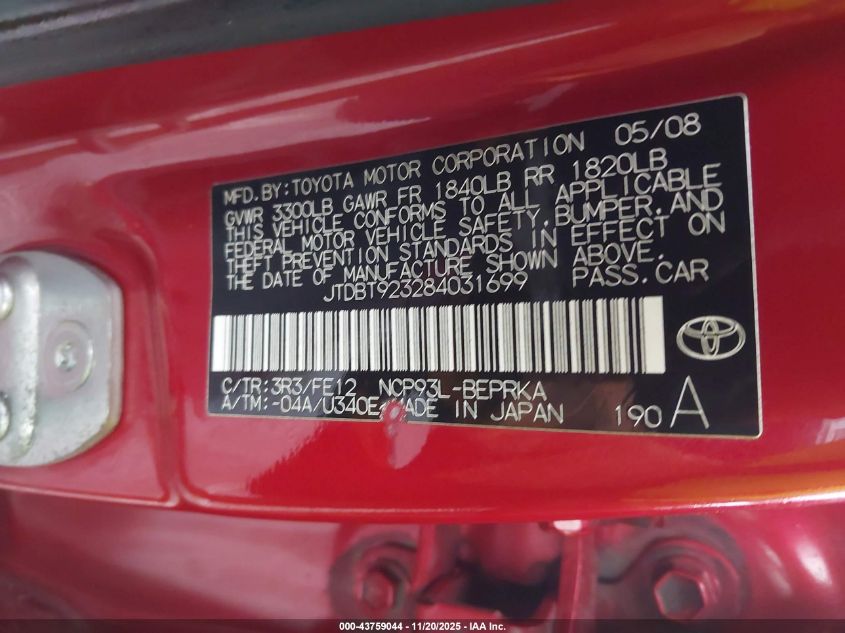 MFD.BY:TOYOTA MOTOR CORPORATION 05/08
GVWR 3300LB GAWR FR 1840LB RR 1820LB
THIS VEHICLE CONFORMS TO ALL APPLICABLE
FEDERAL MOTOR VEHICLE SAFETY,BUMPER,AND
THEFT PREVENTION STANDARDS IN EFFECT ON
THE DATE OF MANUFACTURE SHOWN ABOVE.
JTDBT923284031699 PASS.CAR
C/TR:3R3/FE12 NCP93L-BEPRKA
A/TM:-04A/U340E MADE IN JAPAN 190 A
000-43759044 - 11/20/2025 - IAA Inc.